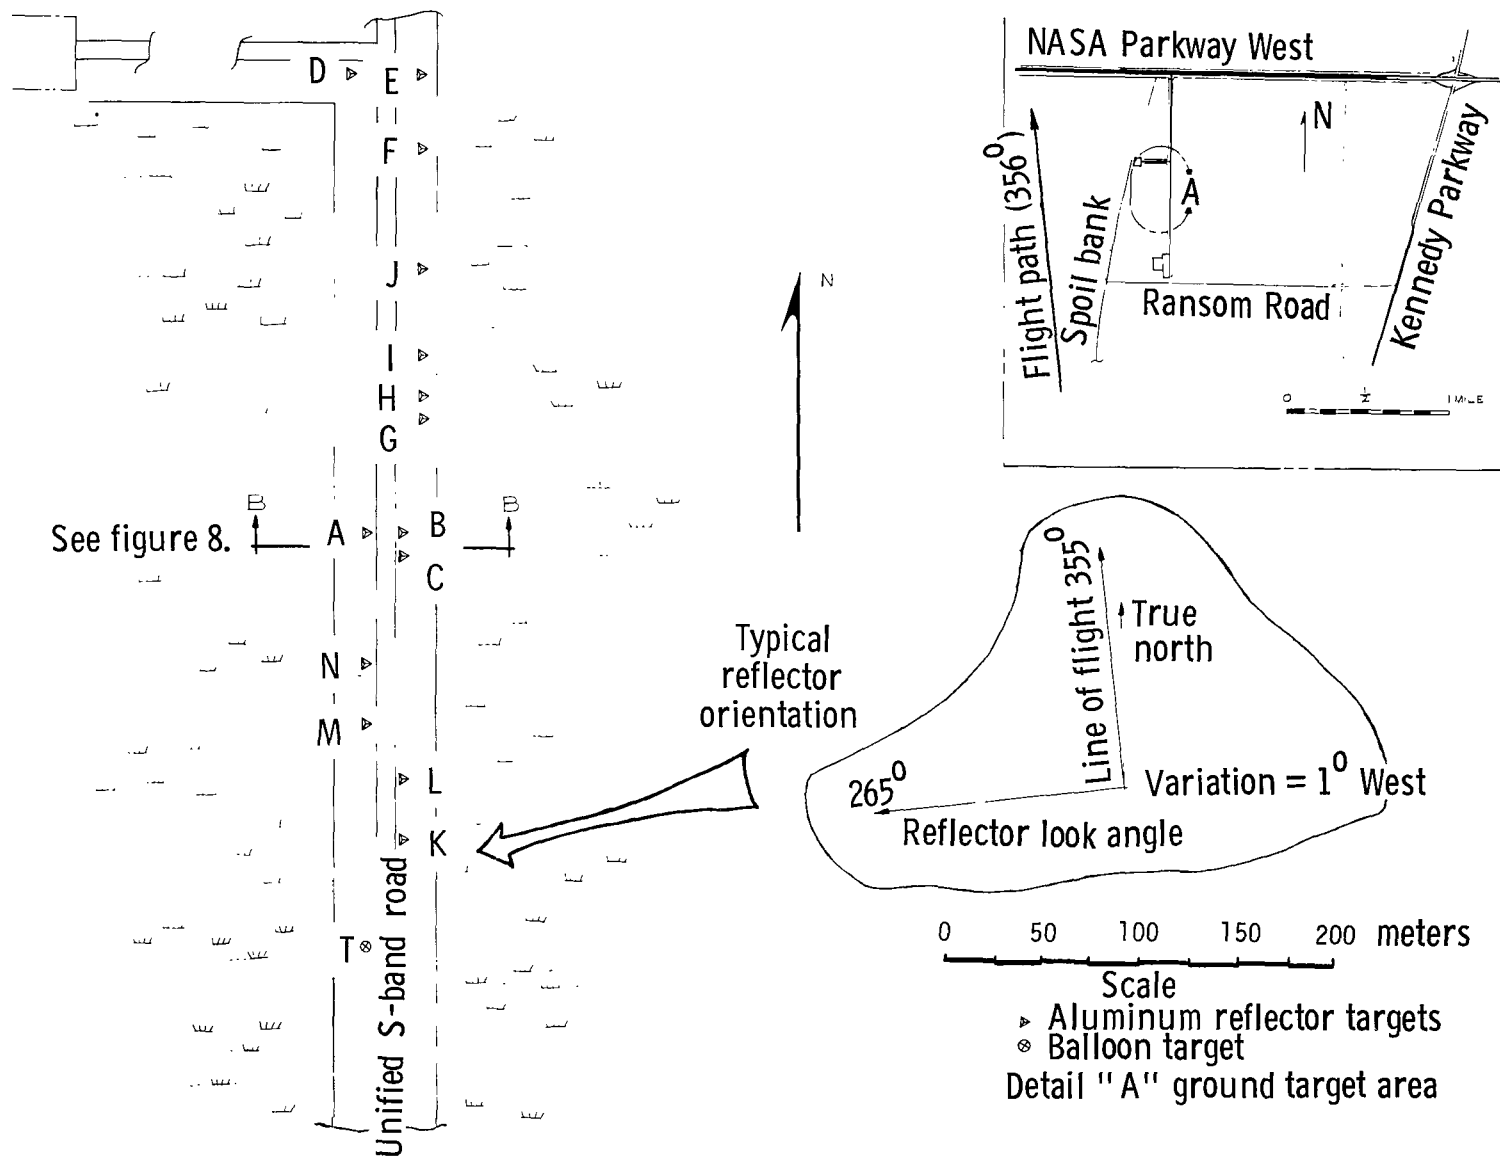 D
E
F
J
I
H
G
B
B
See figure 8.
A
B
C
N
M
L
K
T
Unified S-band road
N
Typical
reflector
orientation
NASA Parkway West
N
A
Flight path (356°)
Spoil bank
Ransom Road
Kennedy Parkway
0 ½ 1 MILE
Line of flight 355°
True
north
265°
Variation = 1° West
Reflector look angle
0 50 100 150 200 meters
Scale
Aluminum reflector targets
Balloon target
Detail "A" ground target area